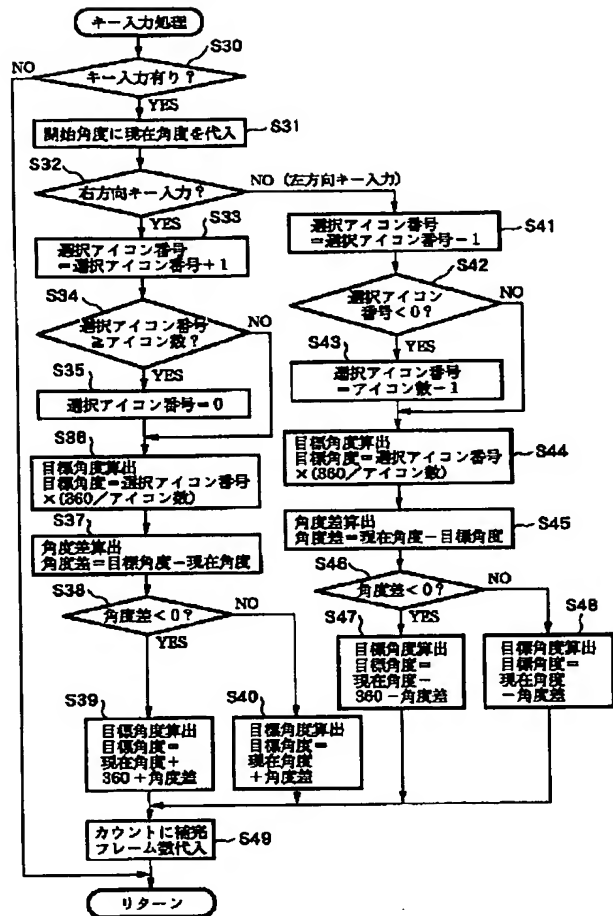 キー入力処理
S30
NO
キー入力有り？
YES
開始角度に現在角度を代入
S31
S32
右方向キー入力？
NO（左方向キー入力）
YES
S33
選択アイコン番号
＝選択アイコン番号＋1
S34
選択アイコン番号
≧アイコン数？
NO
YES
S35
選択アイコン番号＝0
S36
目標角度算出
目標角度＝選択アイコン番号
×(360／アイコン数)
S37
角度差算出
角度差＝目標角度－現在角度
S38
角度差＜0？
NO
YES
S39
目標角度算出
目標角度＝
現在角度＋
360＋角度差
S40
目標角度算出
目標角度＝
現在角度
＋角度差
選択アイコン番号
＝選択アイコン番号－1
S41
S42
選択アイコン
番号＜0？
NO
YES
S43
選択アイコン番号
＝アイコン数－1
目標角度算出
目標角度＝選択アイコン番号
×(360／アイコン数)
S44
角度差算出
角度差＝現在角度－目標角度
S45
S46
角度差＜0？
NO
YES
S47
目標角度算出
目標角度＝
現在角度－
360－角度差
S48
目標角度算出
目標角度＝
現在角度
－角度差
カウントに補充
フレーム数代入
S49
リターン